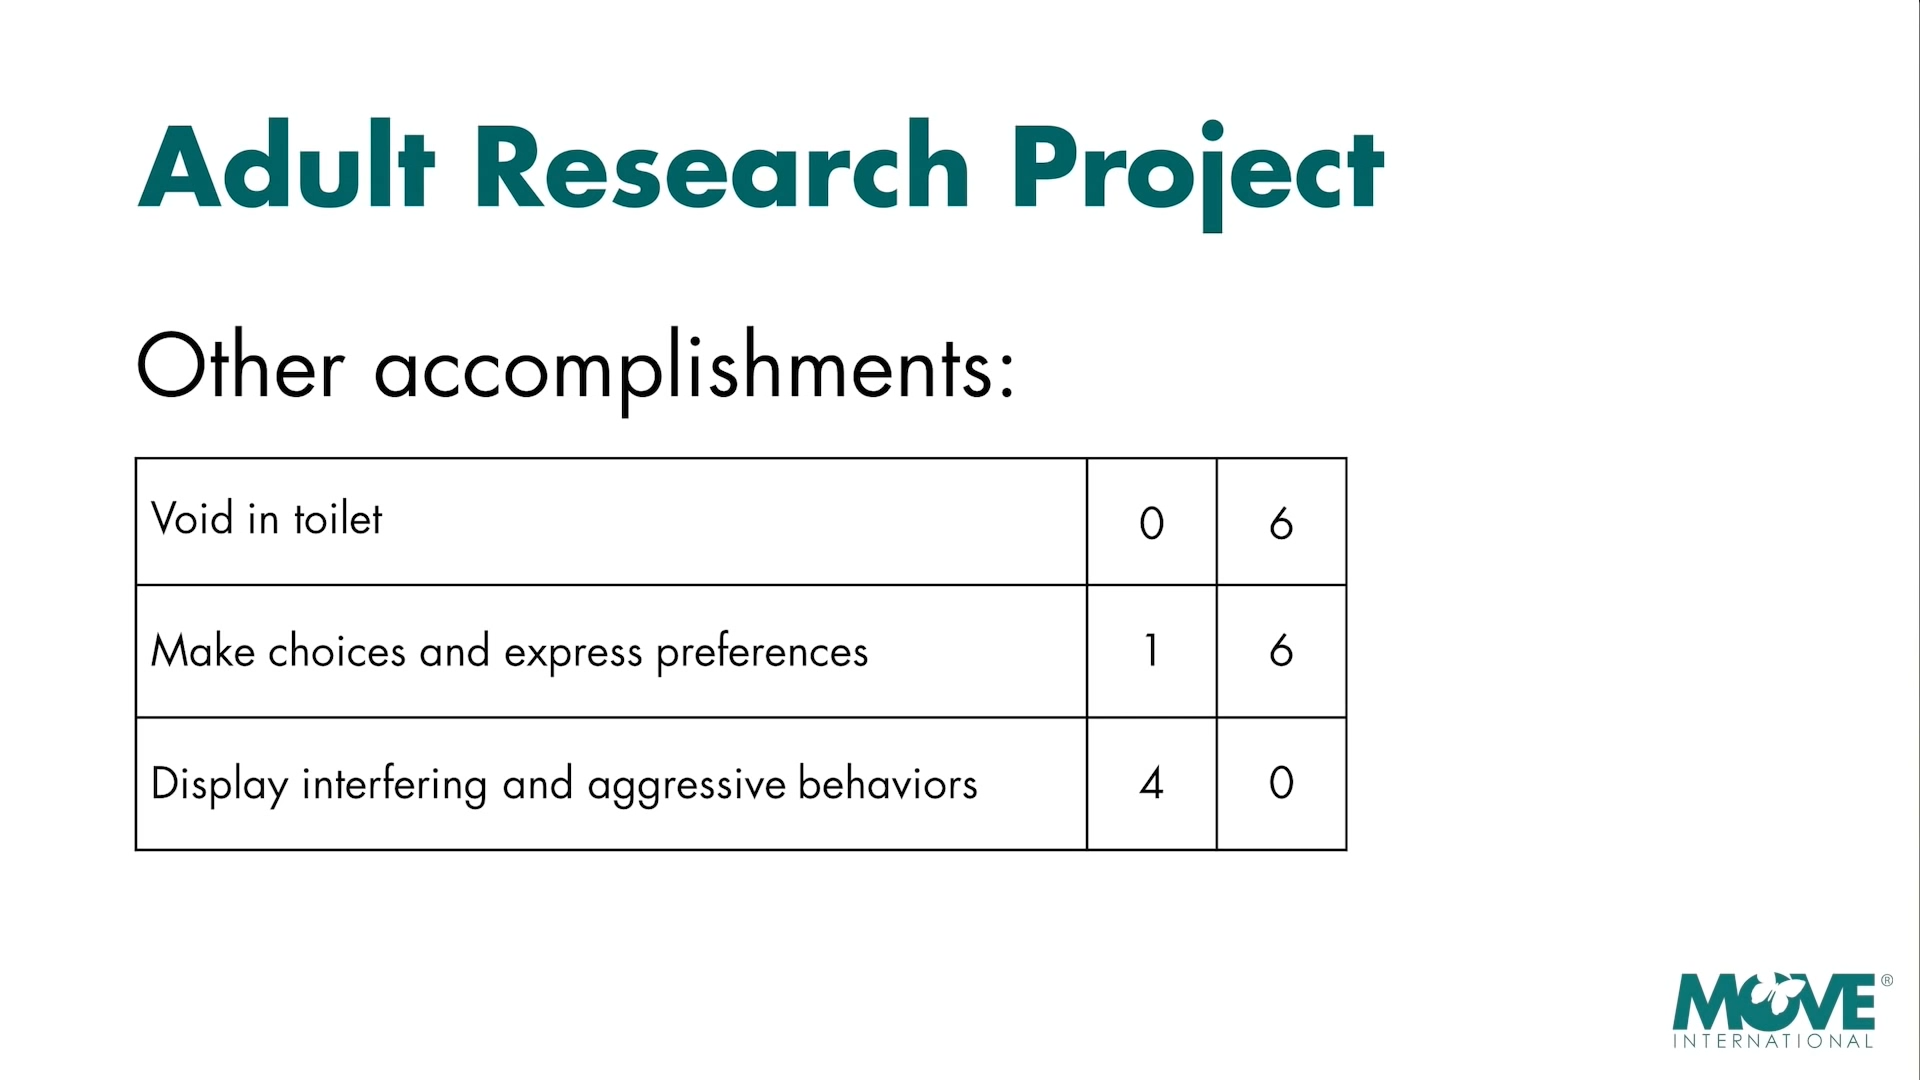 Adult Research Project
Other accomplishments:
Void in toilet 0 6
Make choices and express preferences 1 6
Display interfering and aggressive behaviors 4 0
MOVE®
INTERNATIONAL